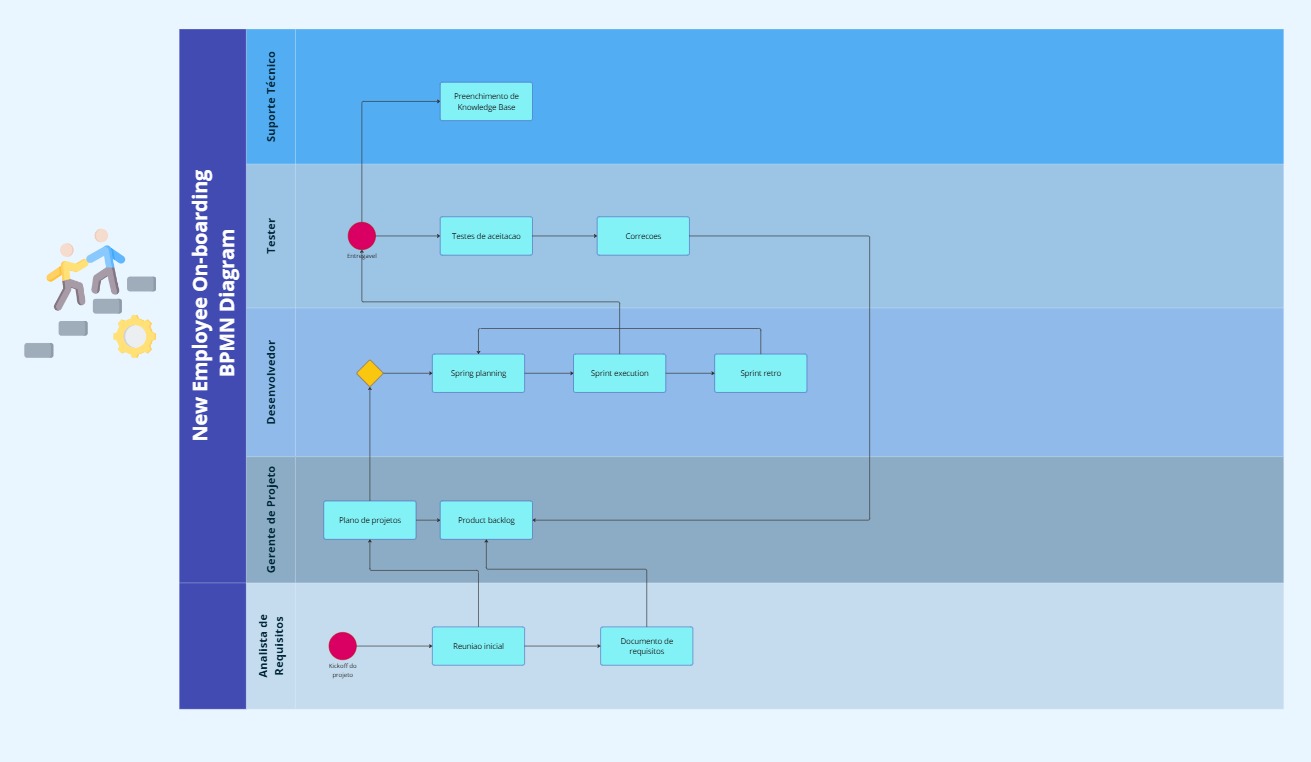 New Employee On-boarding
BPMN Diagram
Suporte Técnico
Preenchimento de
Knowledge Base
Tester
Entregavel
Testes de aceitacao
Correcoes
Desenvolvedor
Spring planning
Sprint execution
Sprint retro
Gerente de Projeto
Plano de projetos
Product backlog
Analista de
Requisitos
Kickoff do
projeto
Reuniao inicial
Documento de
requisitos